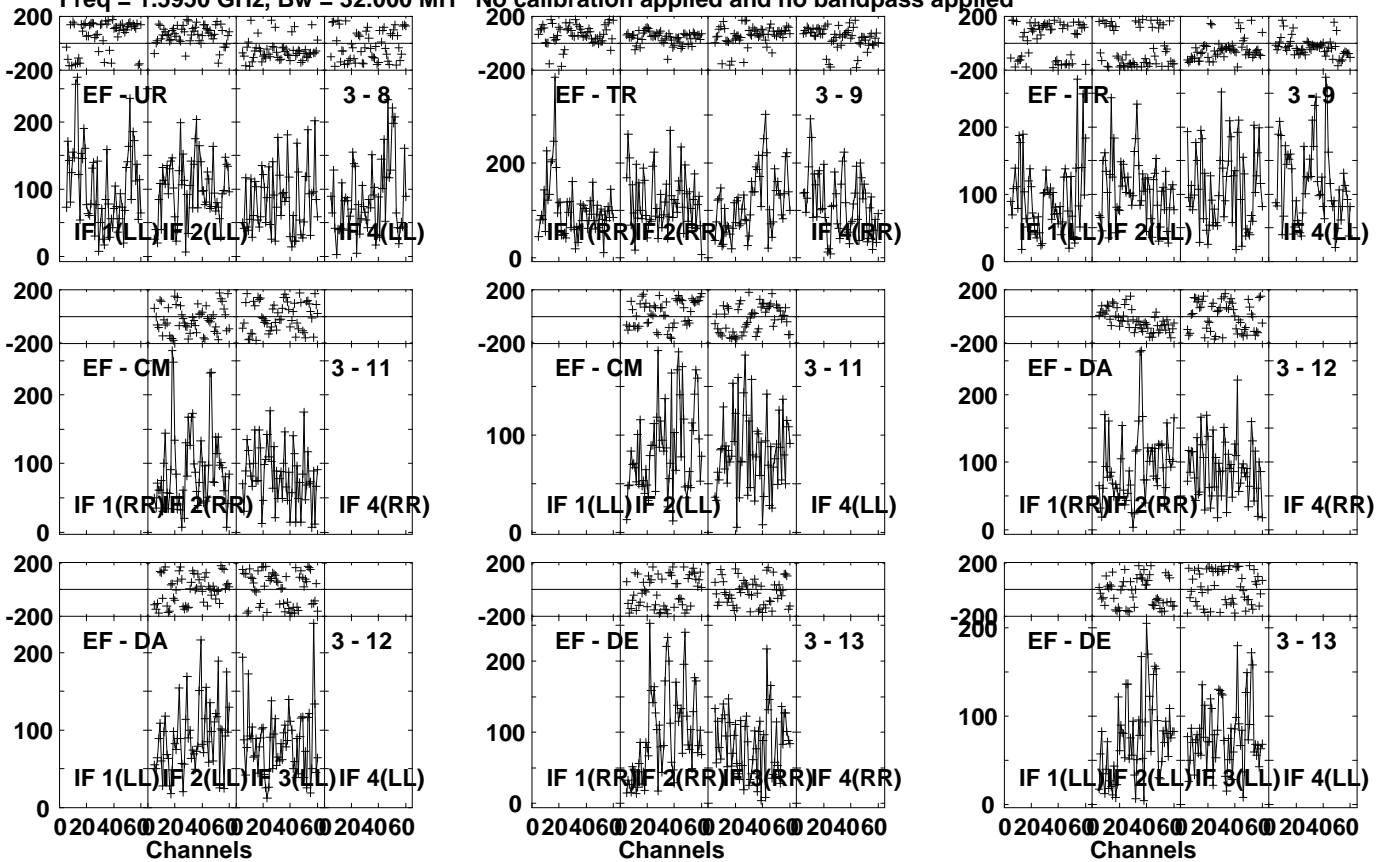 Freq = 1.5950 GHz, Bw = 32.000 MH No calibration applied and no bandpass applied
200
-200
EF - UR 3 - 8
200
100
0
IF 1(LL) IF 2(LL) IF 4(LL)
200
-200
EF - TR 3 - 9
200
0
IF 1(RR) IF 2(RR) IF 4(RR)
200
-200
EF - TR 3 - 9
200
100
0
IF 1(LL) IF 2(LL) IF 4(LL)
200
-200
EF - CM 3 - 11
200
100
0
IF 1(RR) IF 2(RR) IF 4(RR)
200
-200
EF - CM 3 - 11
100
0
IF 1(LL) IF 2(LL) IF 4(LL)
200
-200
EF - DA 3 - 12
200
100
0
IF 1(RR) IF 2(RR) IF 4(RR)
200
-200
EF - DA 3 - 12
200
100
0
IF 1(LL) IF 2(LL) IF 3(LL) IF 4(LL)
0 20 40 60 0 20 40 60 0 20 40 60 0 20 40 60
Channels
200
-200
EF - DE 3 - 13
200
100
0
IF 1(RR) IF 2(RR) IF 3(RR) IF 4(RR)
0 20 40 60 0 20 40 60 0 20 40 60 0 20 40 60
Channels
200
-200
EF - DE 3 - 13
200
100
0
IF 1(LL) IF 2(LL) IF 3(LL) IF 4(LL)
0 20 40 60 0 20 40 60 0 20 40 60 0 20 40 60
Channels